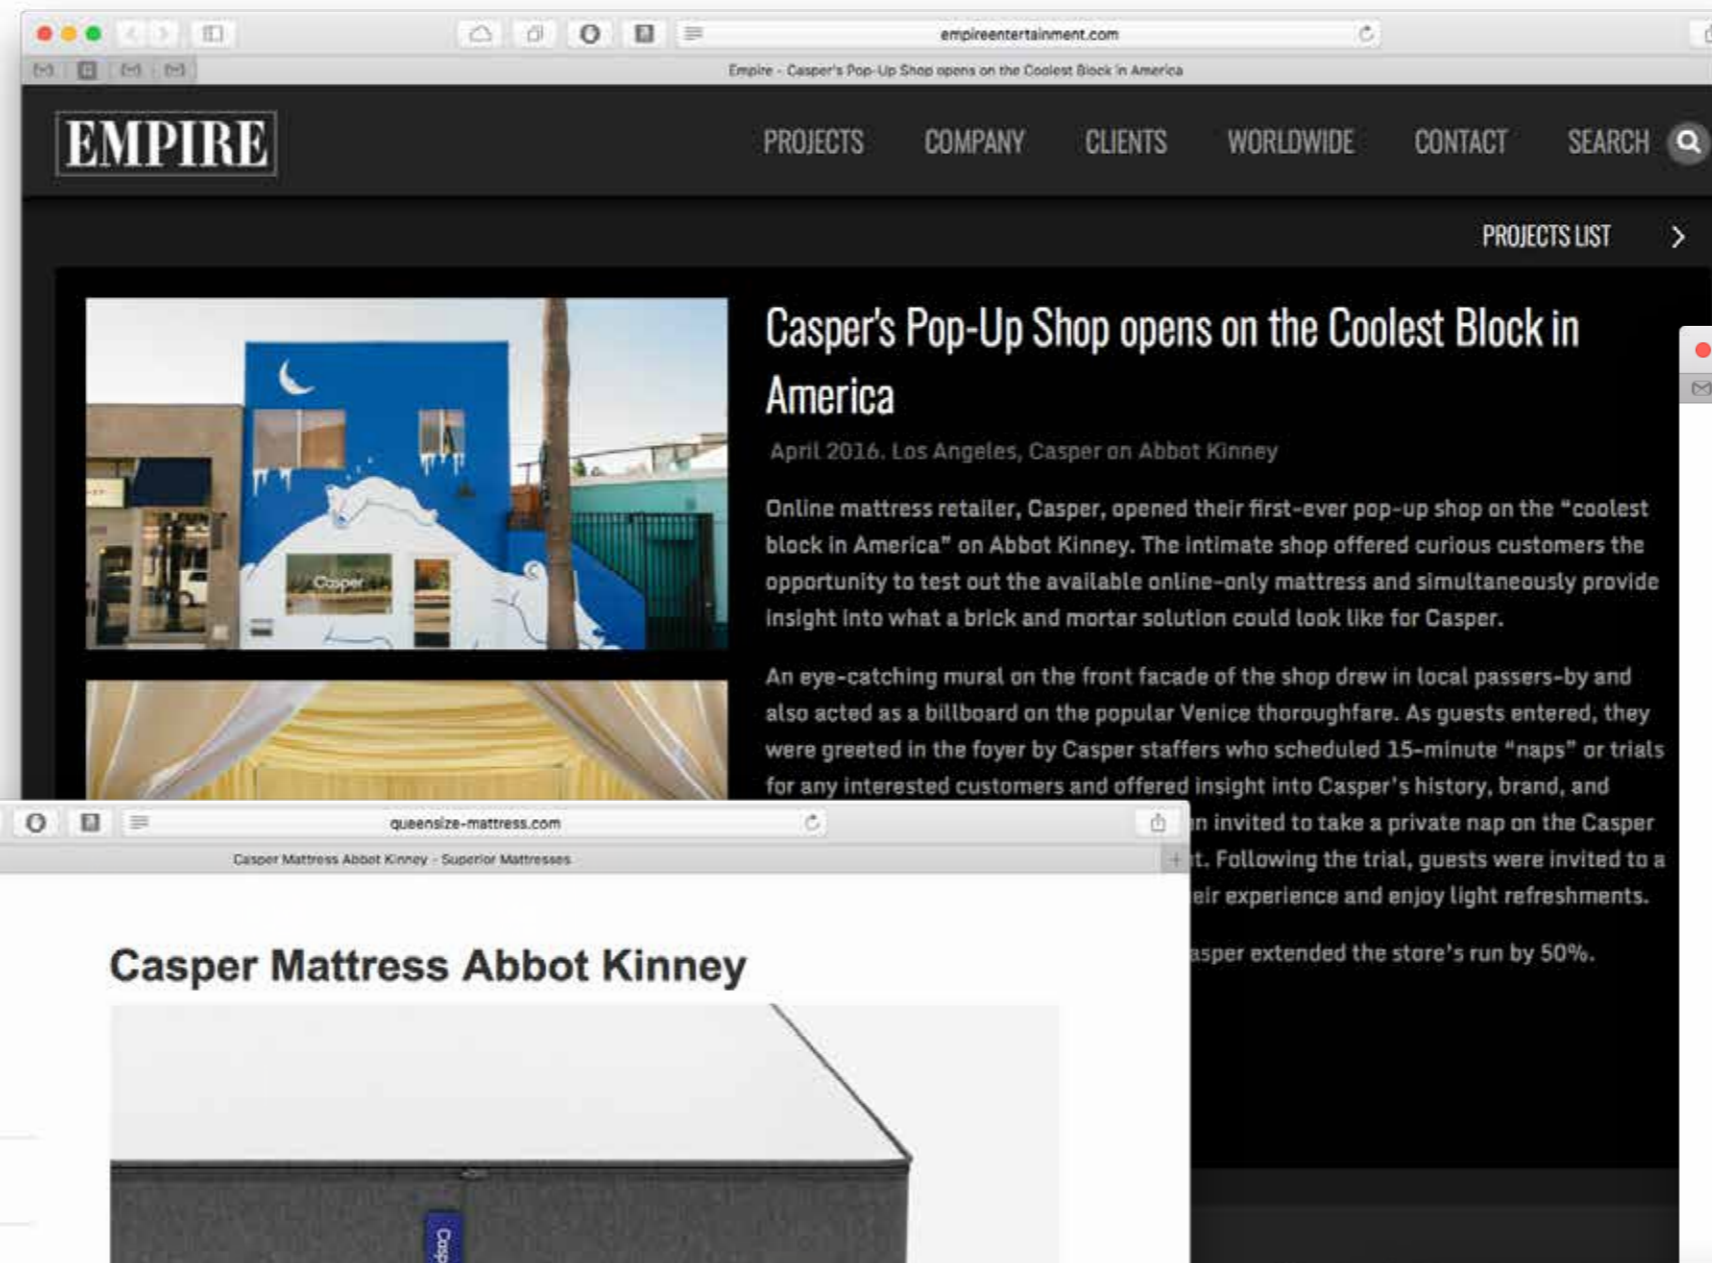 empireentertainment.com
Empire - Casper's Pop-Up Shop opens on the Coolest Block in America
EMPIRE
PROJECTS COMPANY CLIENTS WORLDWIDE CONTACT SEARCH
PROJECTS LIST
Casper's Pop-Up Shop opens on the Coolest Block in
America
April 2016. Los Angeles, Casper on Abbot Kinney
Online mattress retailer, Casper, opened their first-ever pop-up shop on the "coolest
block in America" on Abbot Kinney. The intimate shop offered curious customers the
opportunity to test out the available online-only mattress and simultaneously provide
insight into what a brick and mortar solution could look like for Casper.
An eye-catching mural on the front facade of the shop drew in local passers-by and
also acted as a billboard on the popular Venice thoroughfare. As guests entered, they
were greeted in the foyer by Casper staffers who scheduled 15-minute "naps" or trials
for any interested customers and offered insight into Casper's history, brand, and
n invited to take a private nap on the Casper
t. Following the trial, guests were invited to a
eir experience and enjoy light refreshments.
asper extended the store's run by 50%.
Casper
queensize-mattress.com
Casper Mattress Abbot Kinney - Superior Mattresses
Casper Mattress Abbot Kinney
Casp